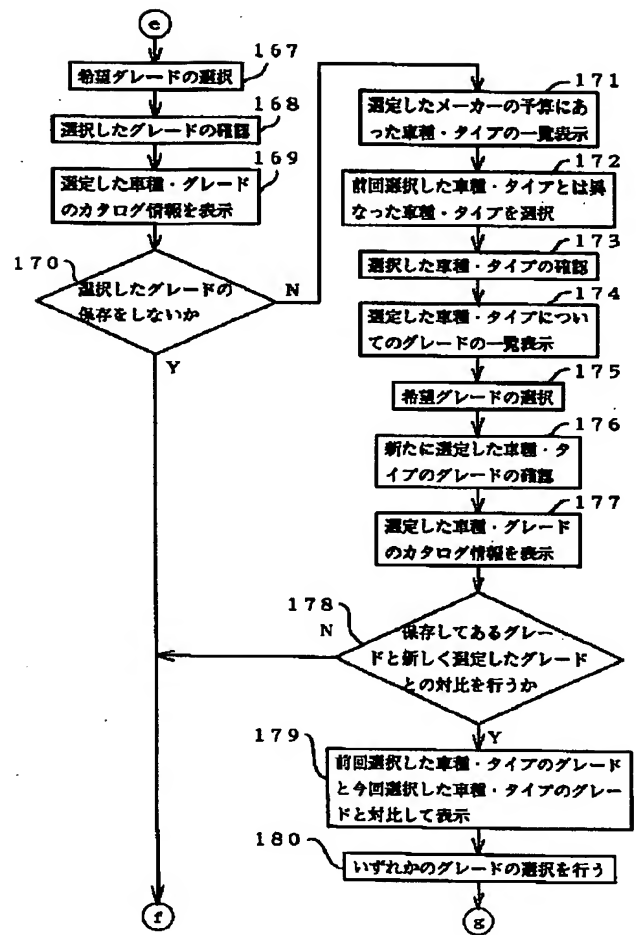 e
167
希望グレードの選択
168
選択したグレードの確認
169
選定した車種・グレード
のカタログ情報を表示
170
選択したグレードの
保存をしないか
N
Y
171
選定したメーカーの予算にあ
った車種・タイプの一覧表示
172
前回選択した車種・タイプとは異
なった車種・タイプを選択
173
選択した車種・タイプの確認
174
選定した車種・タイプについ
てのグレードの一覧表示
175
希望グレードの選択
176
新たに選定した車種・タ
イプのグレードの確認
177
選定した車種・グレード
のカタログ情報を表示
178
N
保存してあるグレー
ドと新しく選定したグレード
との対比を行うか
Y
179
前回選択した車種・タイプのグレード
と今回選択した車種・タイプのグレー
ドと対比して表示
180
いずれかのグレードの選択を行う
f
g